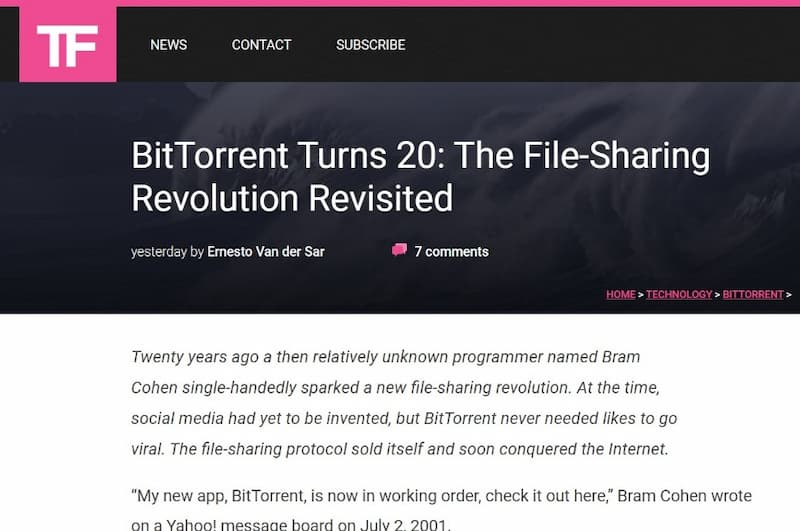 TF
NEWS CONTACT SUBSCRIBE
BitTorrent Turns 20: The File-Sharing
Revolution Revisited
yesterday by Ernesto Van der Sar 7 comments
HOME > TECHNOLOGY > BITTORRENT >
Twenty years ago a then relatively unknown programmer named Bram
Cohen single-handedly sparked a new file-sharing revolution. At the time,
social media had yet to be invented, but BitTorrent never needed likes to go
viral. The file-sharing protocol sold itself and soon conquered the Internet.
“My new app, BitTorrent, is now in working order, check it out here,” Bram Cohen wrote
on a Yahoo! message board on July 2, 2001.